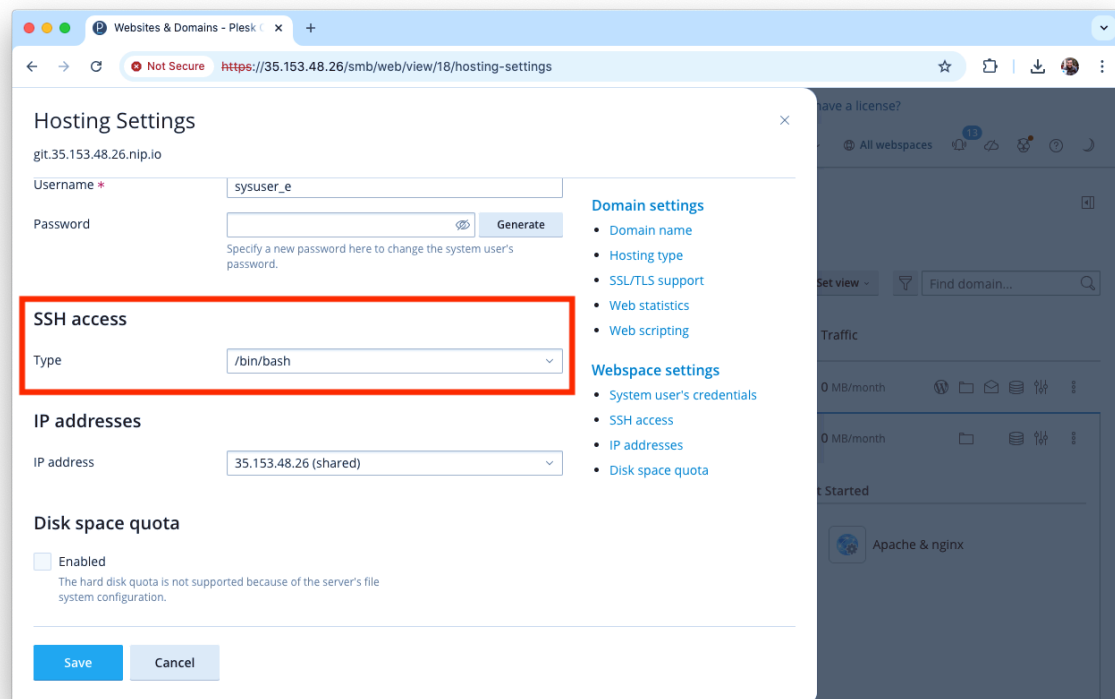 Websites & Domains - Plesk
Not Secure https://35.153.48.26/smb/web/view/18/hosting-settings
Hosting Settings
git.35.153.48.26.nip.io
Username *
sysuser_e
Password
Generate
Specify a new password here to change the system user's
password.
SSH access
Type
/bin/bash
IP addresses
IP address
35.153.48.26 (shared)
Disk space quota
Enabled
The hard disk quota is not supported because of the server's file
system configuration.
Save
Cancel
Domain settings
Domain name
Hosting type
SSL/TLS support
Web statistics
Web scripting
Webspace settings
System user's credentials
SSH access
IP addresses
Disk space quota
have a license?
All webspaces
13
Set view
Find domain...
Traffic
0 MB/month
0 MB/month
Started
Apache & nginx